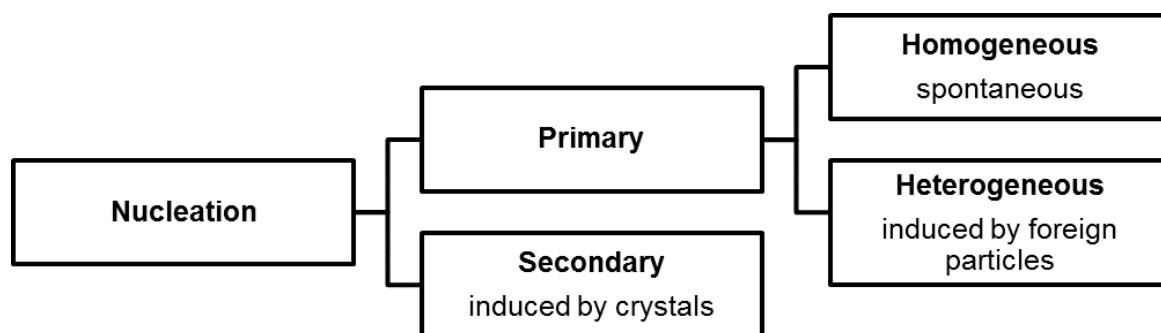 Nucleation
Primary
Secondary
induced by crystals
Homogeneous
spontaneous
Heterogeneous
induced by foreign
particles